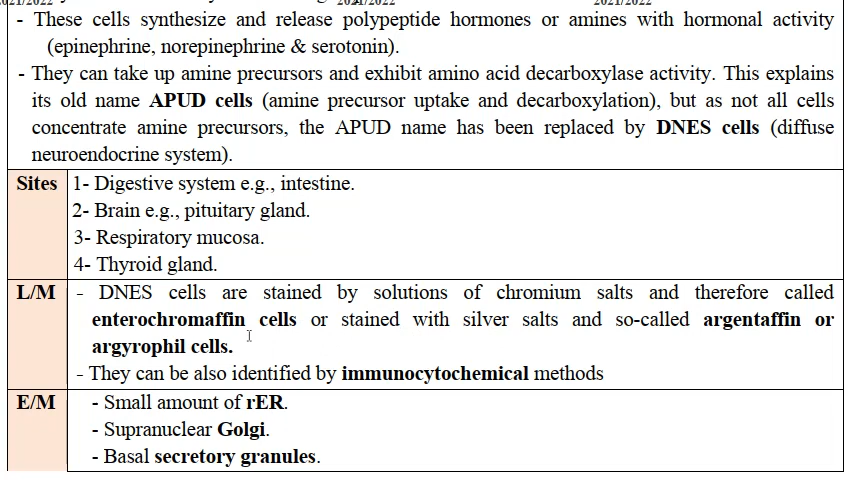 2021/2022 2021/2022 2021/2022
- These cells synthesize and release polypeptide hormones or amines with hormonal activity
(epinephrine, norepinephrine & serotonin).
- They can take up amine precursors and exhibit amino acid decarboxylase activity. This explains
its old name APUD cells (amine precursor uptake and decarboxylation), but as not all cells
concentrate amine precursors, the APUD name has been replaced by DNES cells (diffuse
neuroendocrine system).
Sites 1- Digestive system e.g., intestine.
2- Brain e.g., pituitary gland.
3- Respiratory mucosa.
4- Thyroid gland.
L/M - DNES cells are stained by solutions of chromium salts and therefore called
enterochromaffin cells or stained with silver salts and so-called argentaffin or
argyrophil cells.
- They can be also identified by immunocytochemical methods
E/M - Small amount of rER.
- Supranuclear Golgi.
- Basal secretory granules.